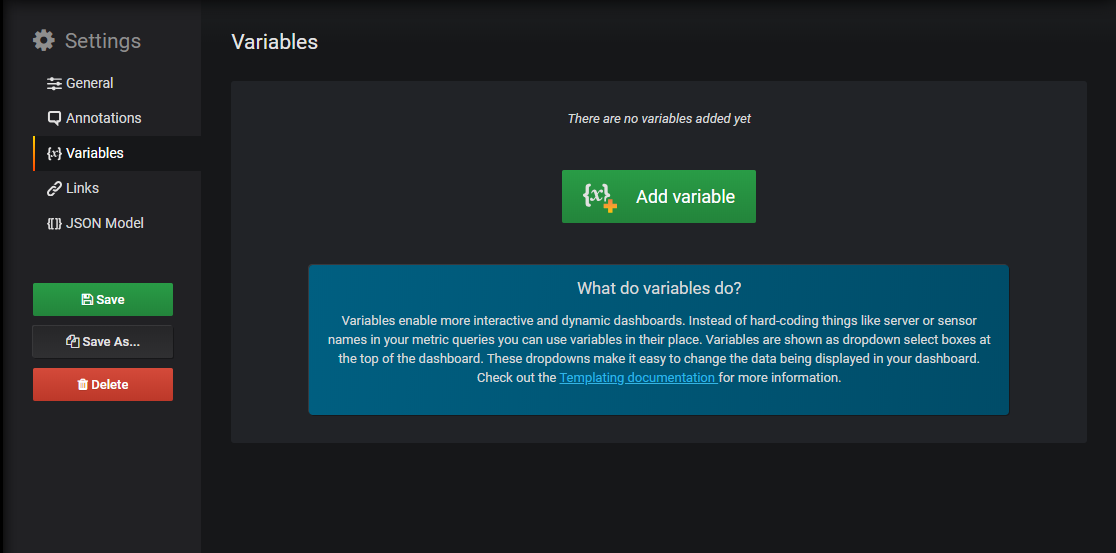 Settings
General
Annotations
{x} Variables
Links
{[]} JSON Model
Save
Save As...
Delete
Variables
There are no variables added yet
{x} Add variable
What do variables do?
Variables enable more interactive and dynamic dashboards. Instead of hard-coding things like server or sensor
names in your metric queries you can use variables in their place. Variables are shown as dropdown select boxes at
the top of the dashboard. These dropdowns make it easy to change the data being displayed in your dashboard.
Check out the Templating documentation for more information.